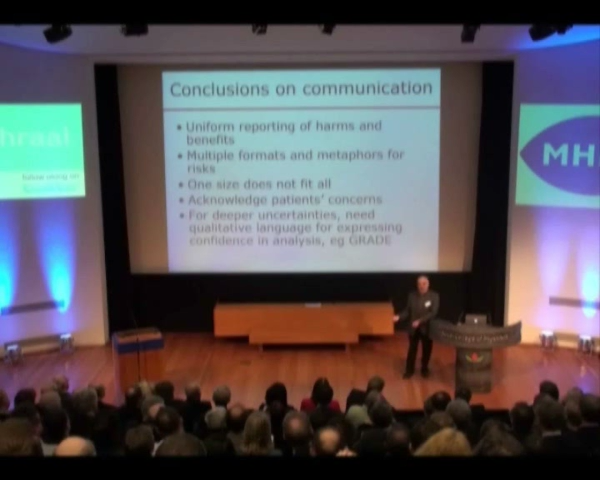 Conclusions on communication
• Uniform reporting of harms and
benefits
• Multiple formats and metaphors for
risks
• One size does not fit all
• Acknowledge patients' concerns
• For deeper uncertainties, need
qualitative language for expressing
confidence in analysis, eg GRADE
hraal
MH